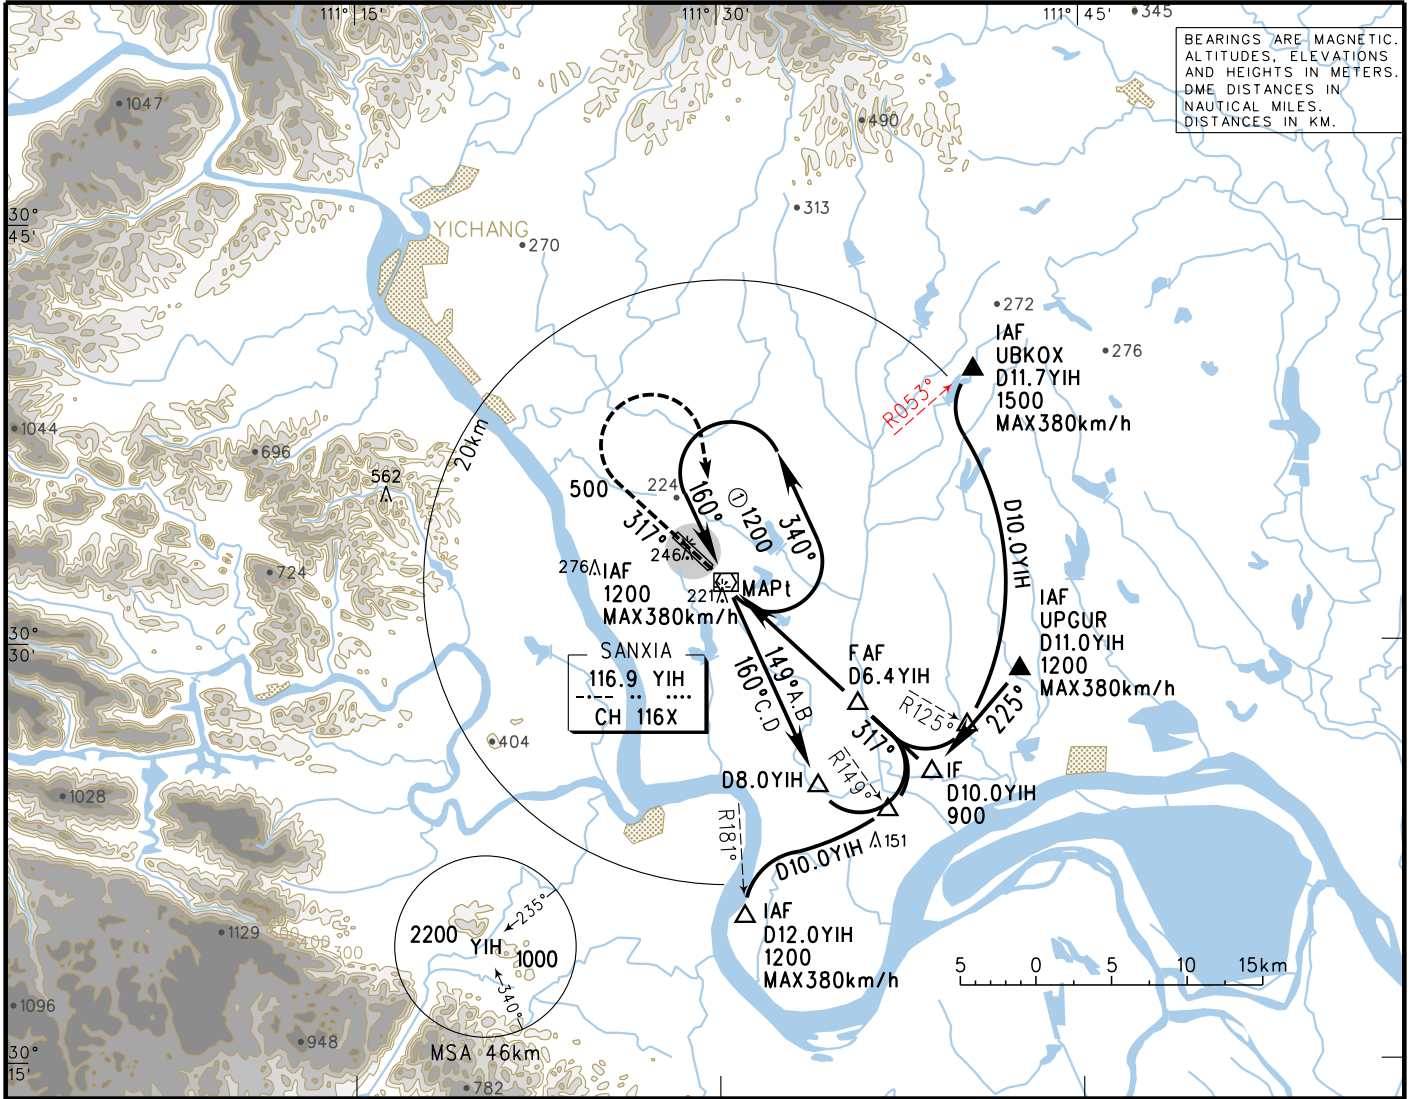 111°15'
111°30'
111°45'
345
BEARINGS ARE MAGNETIC.
ALTITUDES, ELEVATIONS
AND HEIGHTS IN METERS.
DME DISTANCES IN
NAUTICAL MILES.
DISTANCES IN KM.
1047
490
313
30°
45'
YICHANG
270
272
IAF
UBKOX
D11.7YIH
1500
MAX380km/h
276
R053°
1044
696
20km
562
500
224
317°
160°
①1200
340°
D10.0YIH
246
724
276
IAF
1200
MAX380km/h
221
MAPt
IAF
UPGUR
D11.0YIH
1200
MAX380km/h
30°
30'
SANXIA
116.9 YIH
CH 116X
149°A.B
160°C.D
FAF
D6.4YIH
R125°
225°
317°
R149°
404
D8.0YIH
IF
D10.0YIH
900
1028
R181°
D10.0YIH
151
IAF
D12.0YIH
1200
MAX380km/h
1129
400
300
2200
YIH
1000
235°
340°
MSA 46km
5 0 5 10 15km
1096
948
30°
15'
782